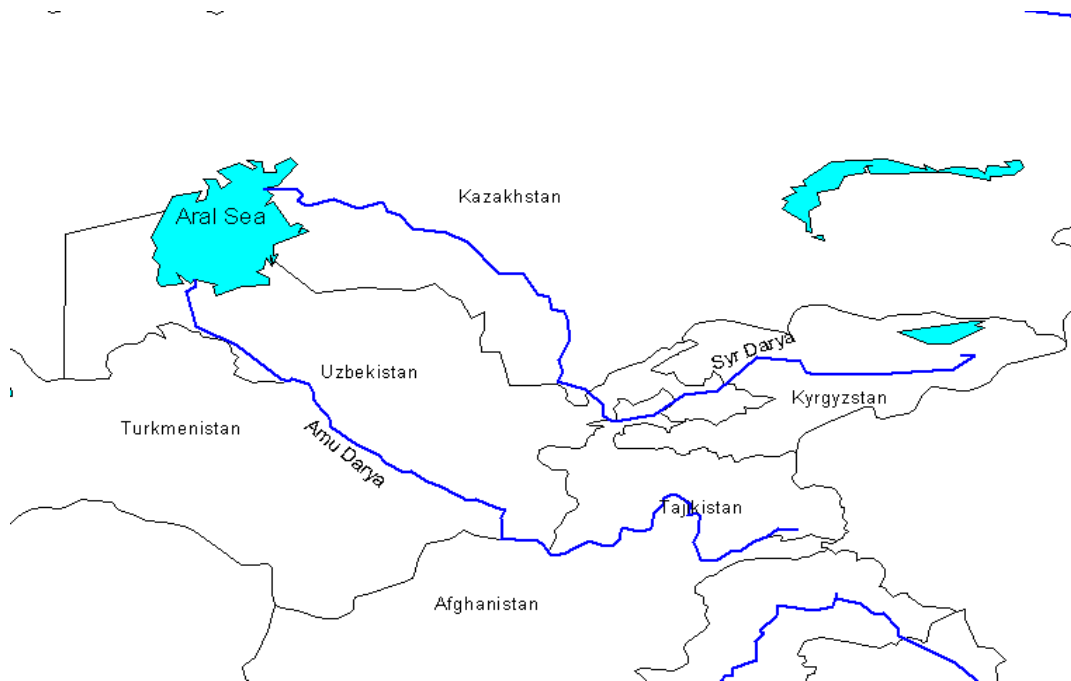 Kazakhstan
Aral Sea
Syr Darya
Uzbekistan
Kyrgyzstan
Turkmenistan
Amu Darya
Tajikistan
Afghanistan